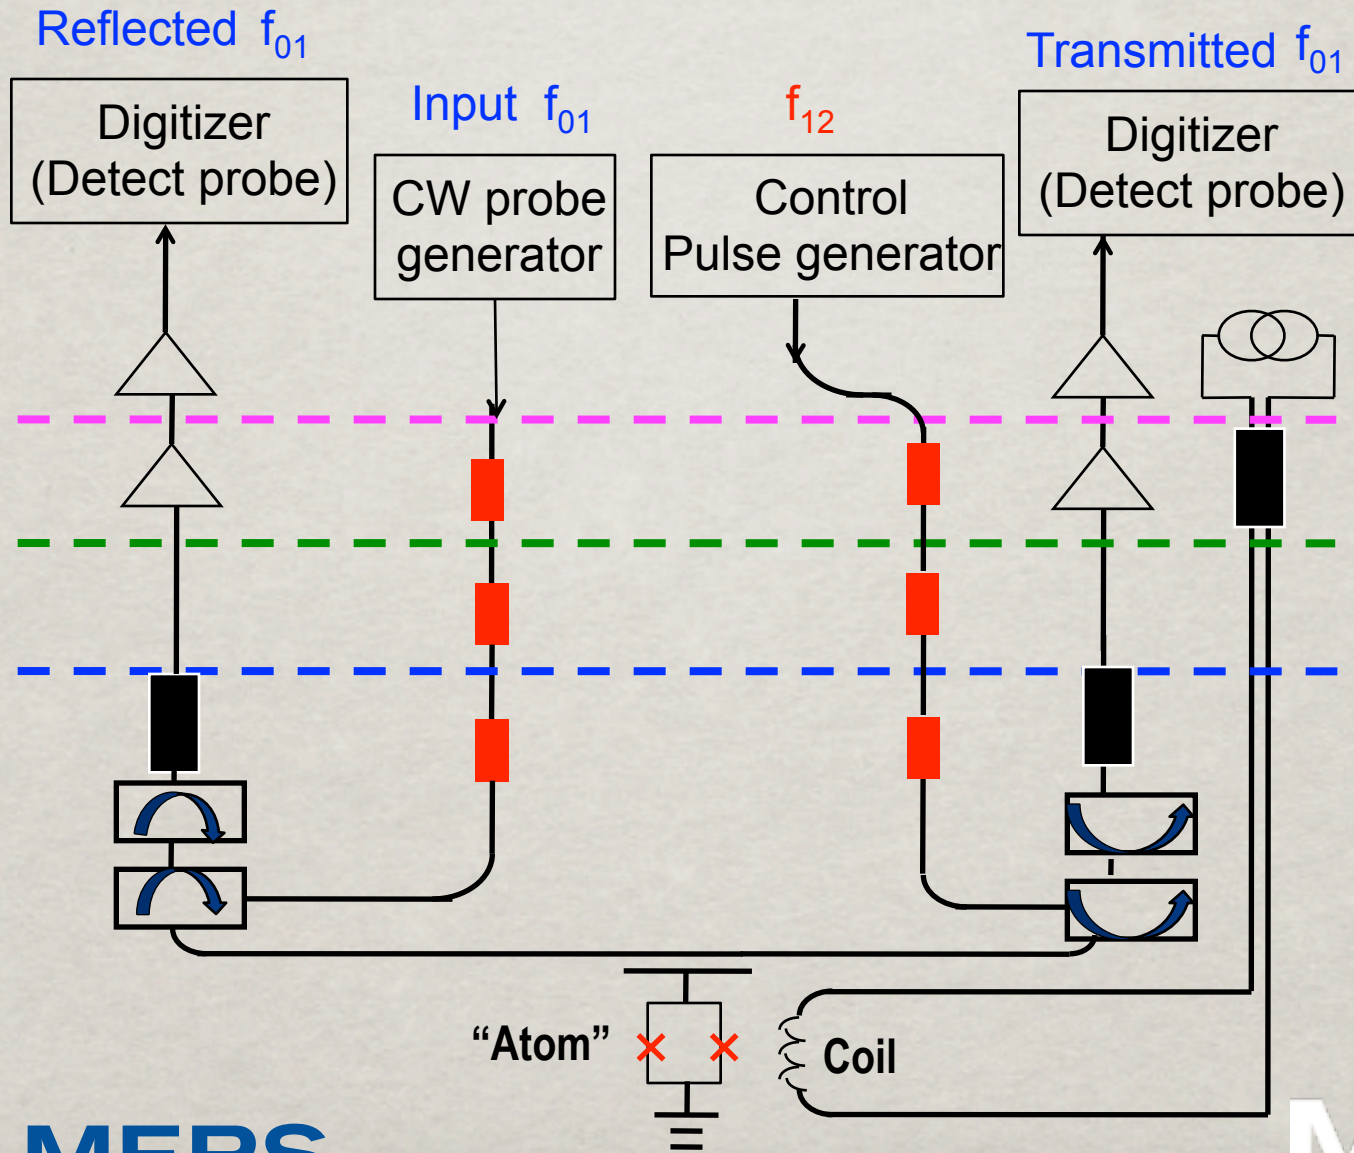 Reflected f01
Transmitted f01
Input f01
f12
Digitizer
(Detect probe)
CW probe
generator
Control
Pulse generator
Digitizer
(Detect probe)
“Atom”
Coil